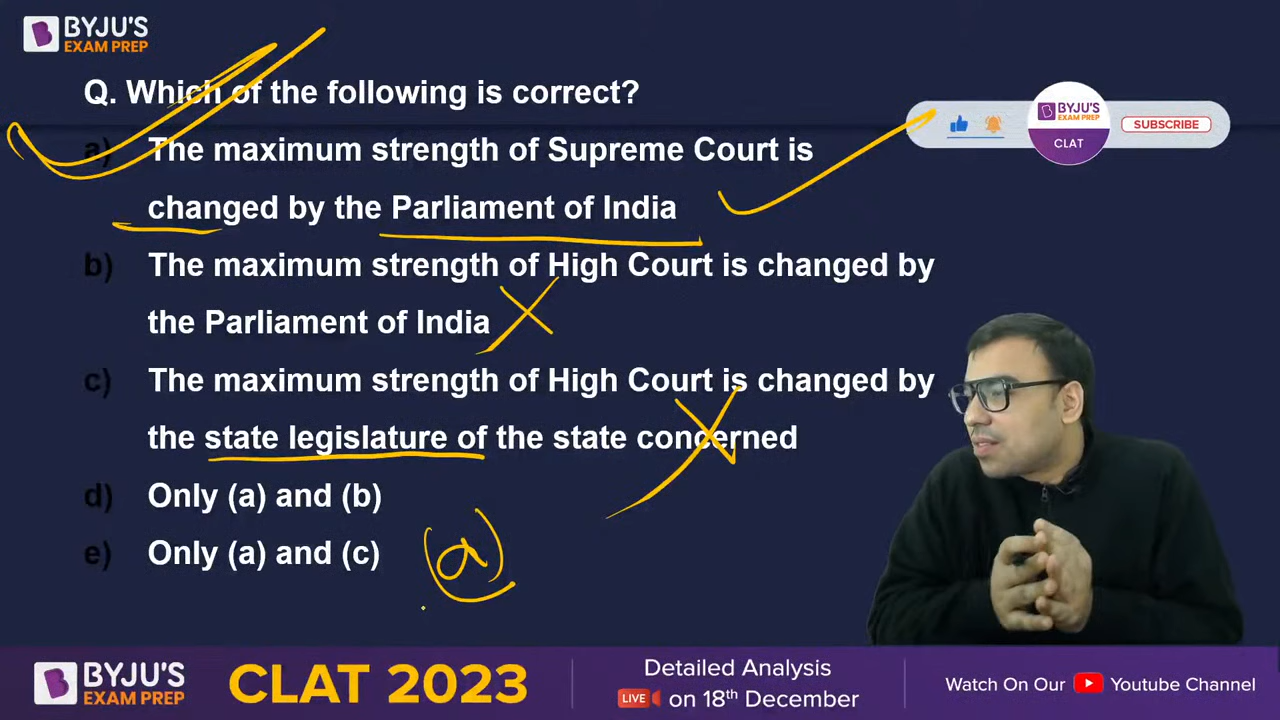 BYJU'S
EXAM PREP
Q. Which of the following is correct?
a) The maximum strength of Supreme Court is
changed by the Parliament of India
b) The maximum strength of High Court is changed by
the Parliament of India
c) The maximum strength of High Court is changed by
the state legislature of the state concerned
d) Only (a) and (b)
e) Only (a) and (c)
(a)
BYJU'S
EXAM PREP
CLAT
SUBSCRIBE
BYJU'S
EXAM PREP
CLAT 2023
Detailed Analysis
LIVE on 18th December
Watch On Our Youtube Channel